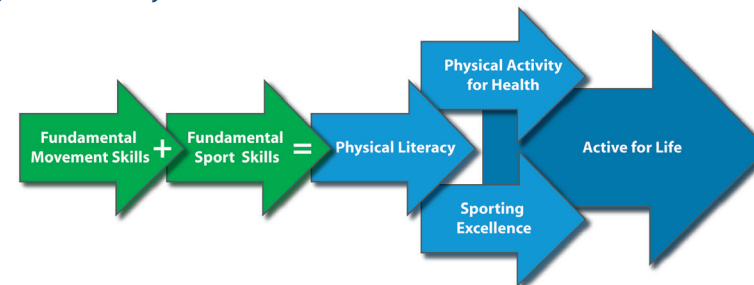 Fundamental
Movement Skills
+
Fundamental
Sport Skills
=
Physical Literacy
Physical Activity
for Health
Sporting
Excellence
Active for Life